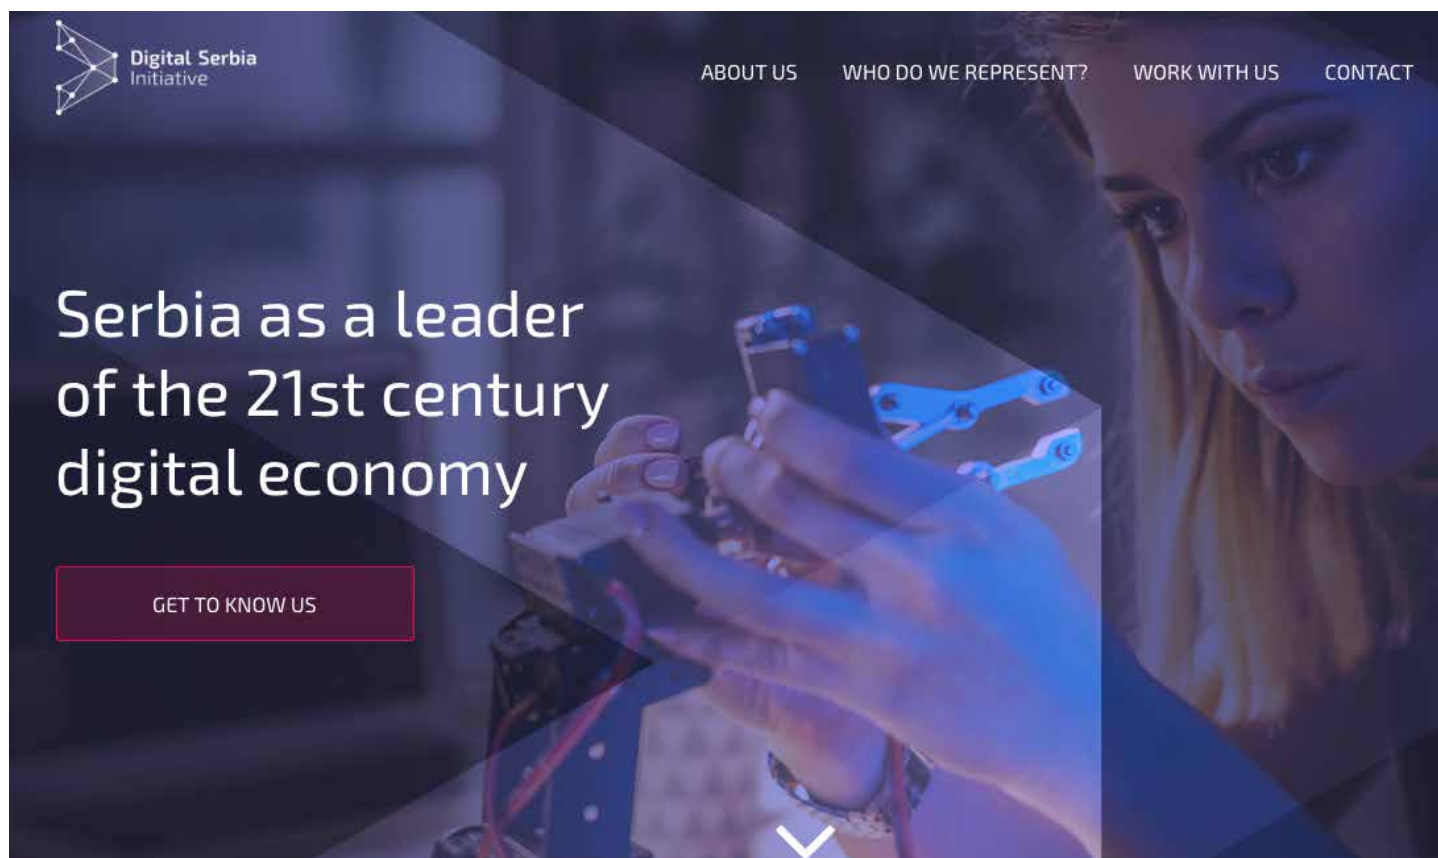 Digital Serbia
Initiative
ABOUT US
WHO DO WE REPRESENT?
WORK WITH US
CONTACT
Serbia as a leader
of the 21st century
digital economy
GET TO KNOW US